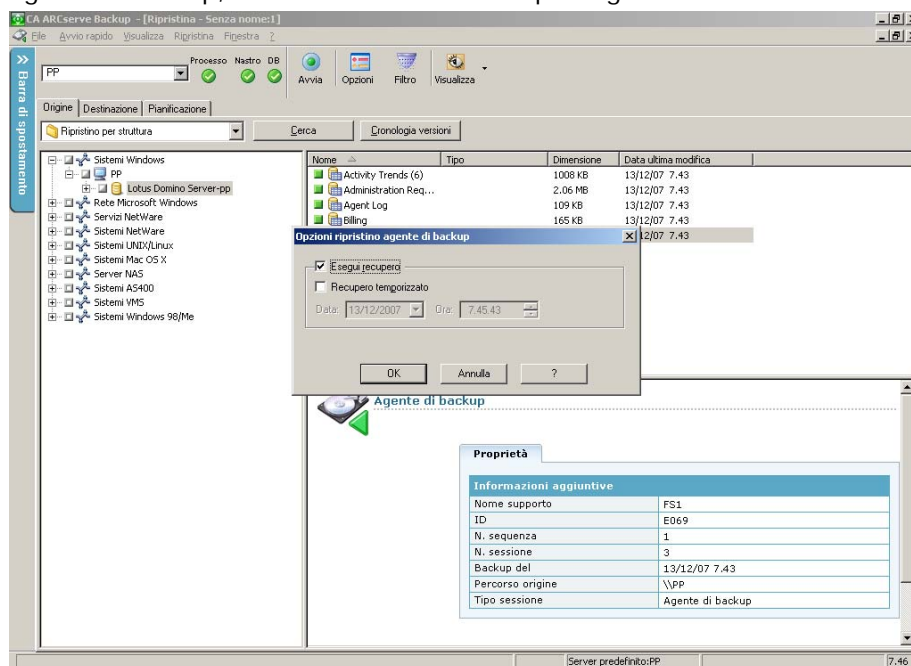 CA ARCserve Backup - [Ripristina - Senza nome:1]
File Avvio rapido Visualizza Ripristina Finestra ?
Barra di spostamento
PP
Processo Nastro DB
Avvia Opzioni Filtro Visualizza
Origine Destinazione Pianificazione
Ripristino per struttura
Cerca
Cronologia versioni
Sistemi Windows
PP
Lotus Domino Server-pp
Rete Microsoft Windows
Servizi NetWare
Sistemi NetWare
Sistemi UNIX/Linux
Sistemi Mac OS X
Server NAS
Sistemi AS400
Sistemi VMS
Sistemi Windows 98/Me
Nome Tipo Dimensione Data ultima modifica
Activity Trends (6) 1008 KB 13/12/07 7.43
Administration Req... 2.06 MB 13/12/07 7.43
Agent Log 109 KB 13/12/07 7.43
Billing 165 KB 13/12/07 7.43
12/07 7.43
Opzioni ripristino agente di backup
Esegui recupero
Recupero temporizzato
Data: 13/12/2007 Ora: 7.45.43
OK Annulla ?
Agente di backup
Proprietà
Informazioni aggiuntive
Nome supporto FS1
ID E069
N. sequenza 1
N. sessione 3
Backup del 13/12/07 7.43
Percorso origine \\PP
Tipo sessione Agente di backup
Server predefinito:PP 7.46